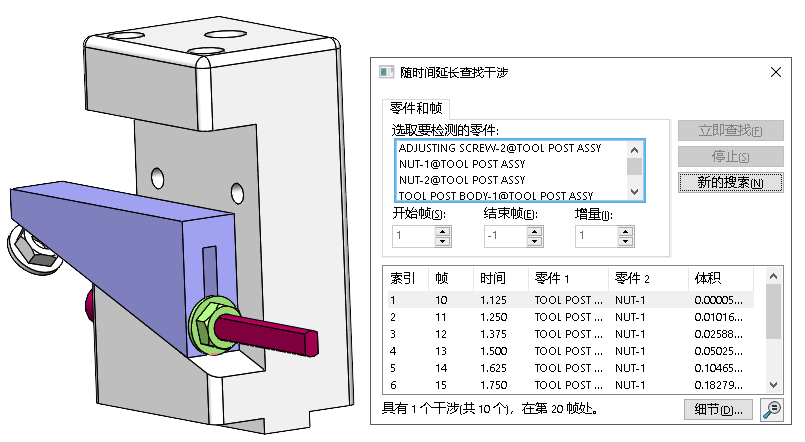 随时间延长查找干涉
零件和帧
选取要检测的零件:
ADJUSTING SCREW-2@TOOL POST ASSY
NUT-1@TOOL POST ASSY
NUT-2@TOOL POST ASSY
TOOL POST BODY-1@TOOL POST ASSY
立即查找(F)
停止(S)
新的搜索(N)
开始帧(S): 结束帧(E): 增量(I):
1 -1 1
索引 帧 时间 零件 1 零件 2 体积
1 10 1.125 TOOL POST ... NUT-1 0.00005...
2 11 1.250 TOOL POST ... NUT-1 0.01016...
3 12 1.375 TOOL POST ... NUT-1 0.02588...
4 13 1.500 TOOL POST ... NUT-1 0.05025...
5 14 1.625 TOOL POST ... NUT-1 0.10465...
6 15 1.750 TOOL POST ... NUT-1 0.18279...
具有 1 个干涉(共 10 个), 在第 20 帧处。
细节(D)...